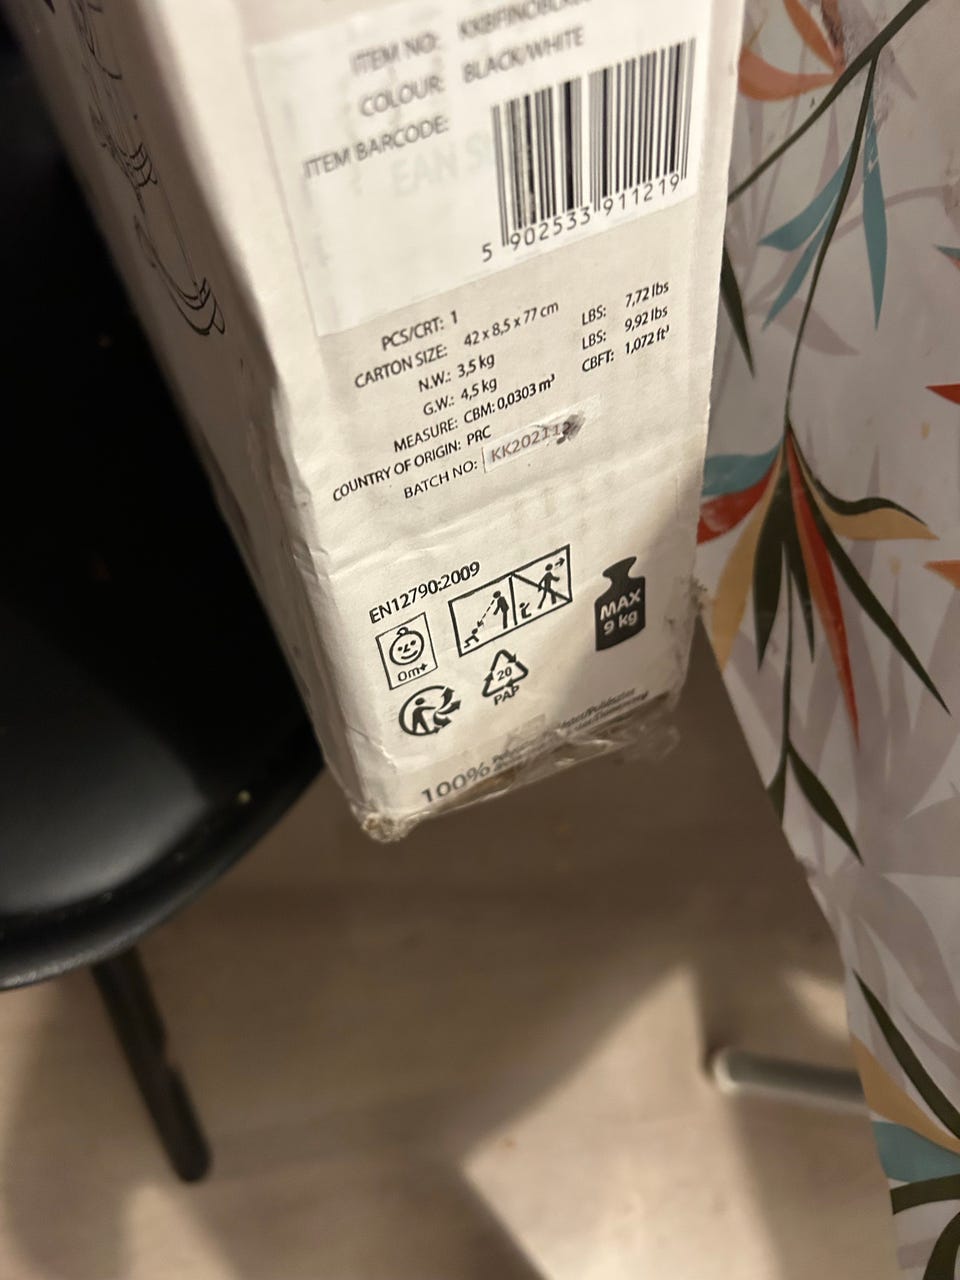 ITEM NO:
COLOUR: BLACK/WHITE
ITEM BARCODE:
5 902533 911219
PCS/CRT: 1
CARTON SIZE: 42 x 8,5 x 77 cm
N.W.: 3,5 kg LBS: 7,72 lbs
G.W.: 4,5 kg LBS: 9,92 lbs
MEASURE: CBM: 0,0303 m³ CBFT: 1,072 ft³
COUNTRY OF ORIGIN: PRC
BATCH NO: KK202112
EN12790:2009
0m+
MAX
9 kg
20
PAP
100%